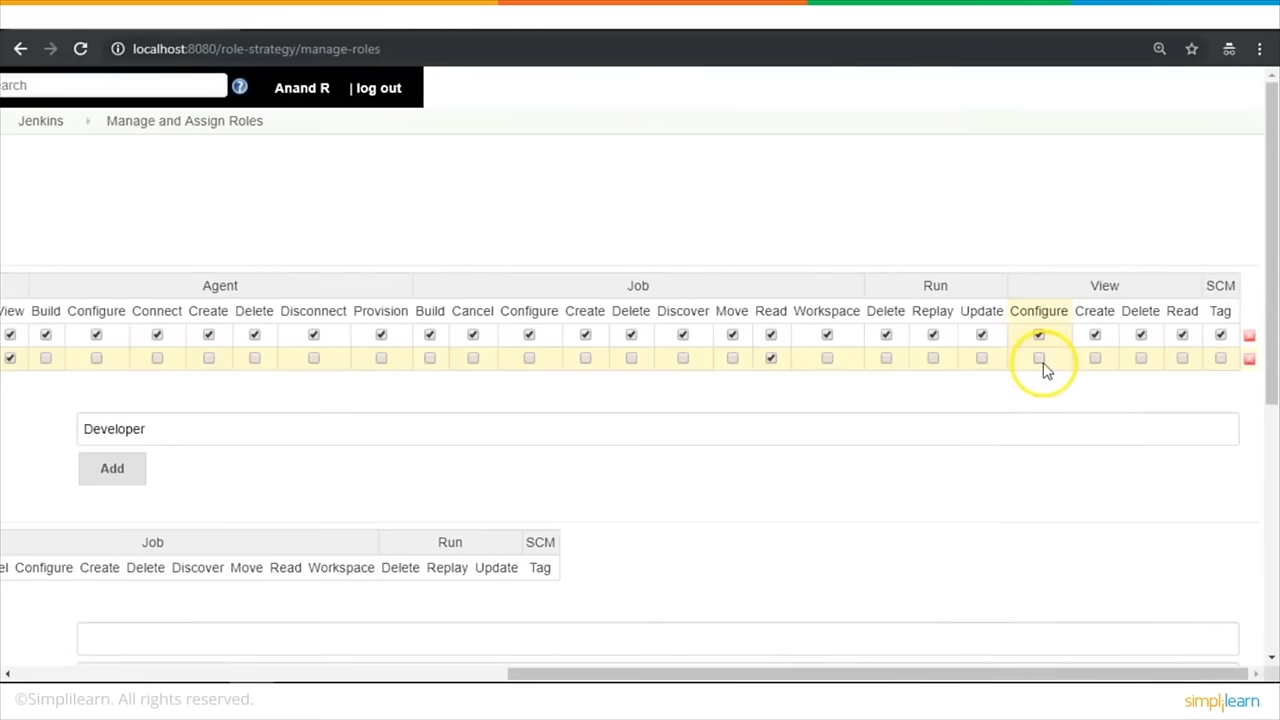 localhost:8080/role-strategy/manage-roles
earch
Anand R | log out
Jenkins Manage and Assign Roles
Agent Job Run View SCM
View Build Configure Connect Create Delete Disconnect Provision Build Cancel Configure Create Delete Discover Move Read Workspace Delete Replay Update Configure Create Delete Read Tag
Developer
Add
Job Run SCM
el Configure Create Delete Discover Move Read Workspace Delete Replay Update Tag
©Simplilearn. All rights reserved.
simplilearn